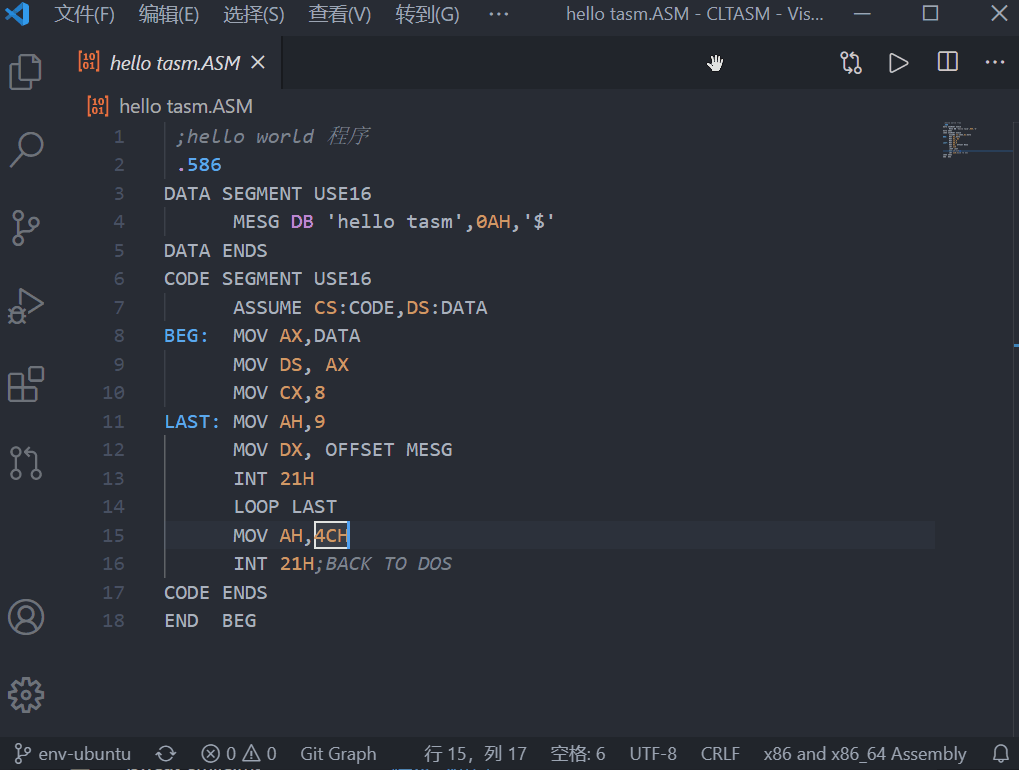 文件(F) 编辑(E) 选择(S) 查看(V) 转到(G) ··· hello tasm.ASM - CLTASM - Vis...
hello tasm.ASM
hello tasm.ASM
1 ;hello world 程序
2 .586
3 DATA SEGMENT USE16
4 MESG DB 'hello tasm',0AH,'$'
5 DATA ENDS
6 CODE SEGMENT USE16
7 ASSUME CS:CODE,DS:DATA
8 BEG: MOV AX,DATA
9 MOV DS, AX
10 MOV CX,8
11 LAST: MOV AH,9
12 MOV DX, OFFSET MESG
13 INT 21H
14 LOOP LAST
15 MOV AH,4CH
16 INT 21H;BACK TO DOS
17 CODE ENDS
18 END BEG
env-ubuntu 0 0 Git Graph 行 15，列 17 空格: 6 UTF-8 CRLF x86 and x86_64 Assembly